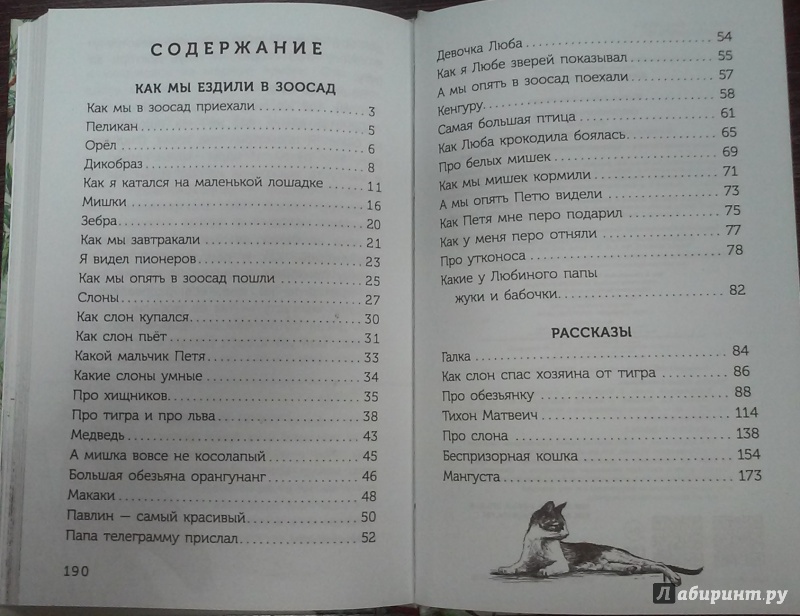 СОДЕРЖАНИЕ
КАК МЫ ЕЗДИЛИ В ЗООСАД
Как мы в зоосад приехали 3
Пеликан 5
Орёл 6
Дикобраз 8
Как я катался на маленькой лошадке 11
Мишки 16
Зебра 20
Как мы завтракали 21
Я видел пионеров 23
Как мы опять в зоосад пошли 25
Слоны 27
Как слон купался 30
Как слон пьёт 31
Какой мальчик Петя 33
Какие слоны умные 34
Про хищников 35
Про тигра и про льва 38
Медведь 43
А мишка вовсе не косолапый 45
Большая обезьяна орангунанг 46
Макаки 48
Павлин — самый красивый 50
Папа телеграмму прислал 52
190
Девочка Люба 54
Как я Любе зверей показывал 55
А мы опять в зоосад поехали 57
Кенгуру 58
Самая большая птица 61
Как Люба крокодила боялась 65
Про белых мишек 69
Как мы мишек кормили 71
А мы опять Петю видели 73
Как Петя мне перо подарил 75
Как у меня перо отняли 77
Про утконоса 78
Какие у Любиного папы
жуки и бабочки 82
РАССКАЗЫ
Галка 84
Как слон спас хозяина от тигра 86
Про обезьянку 88
Тихон Матвеич 114
Про слона 138
Беспризорная кошка 154
Мангуста 173
Лабиринт.ру